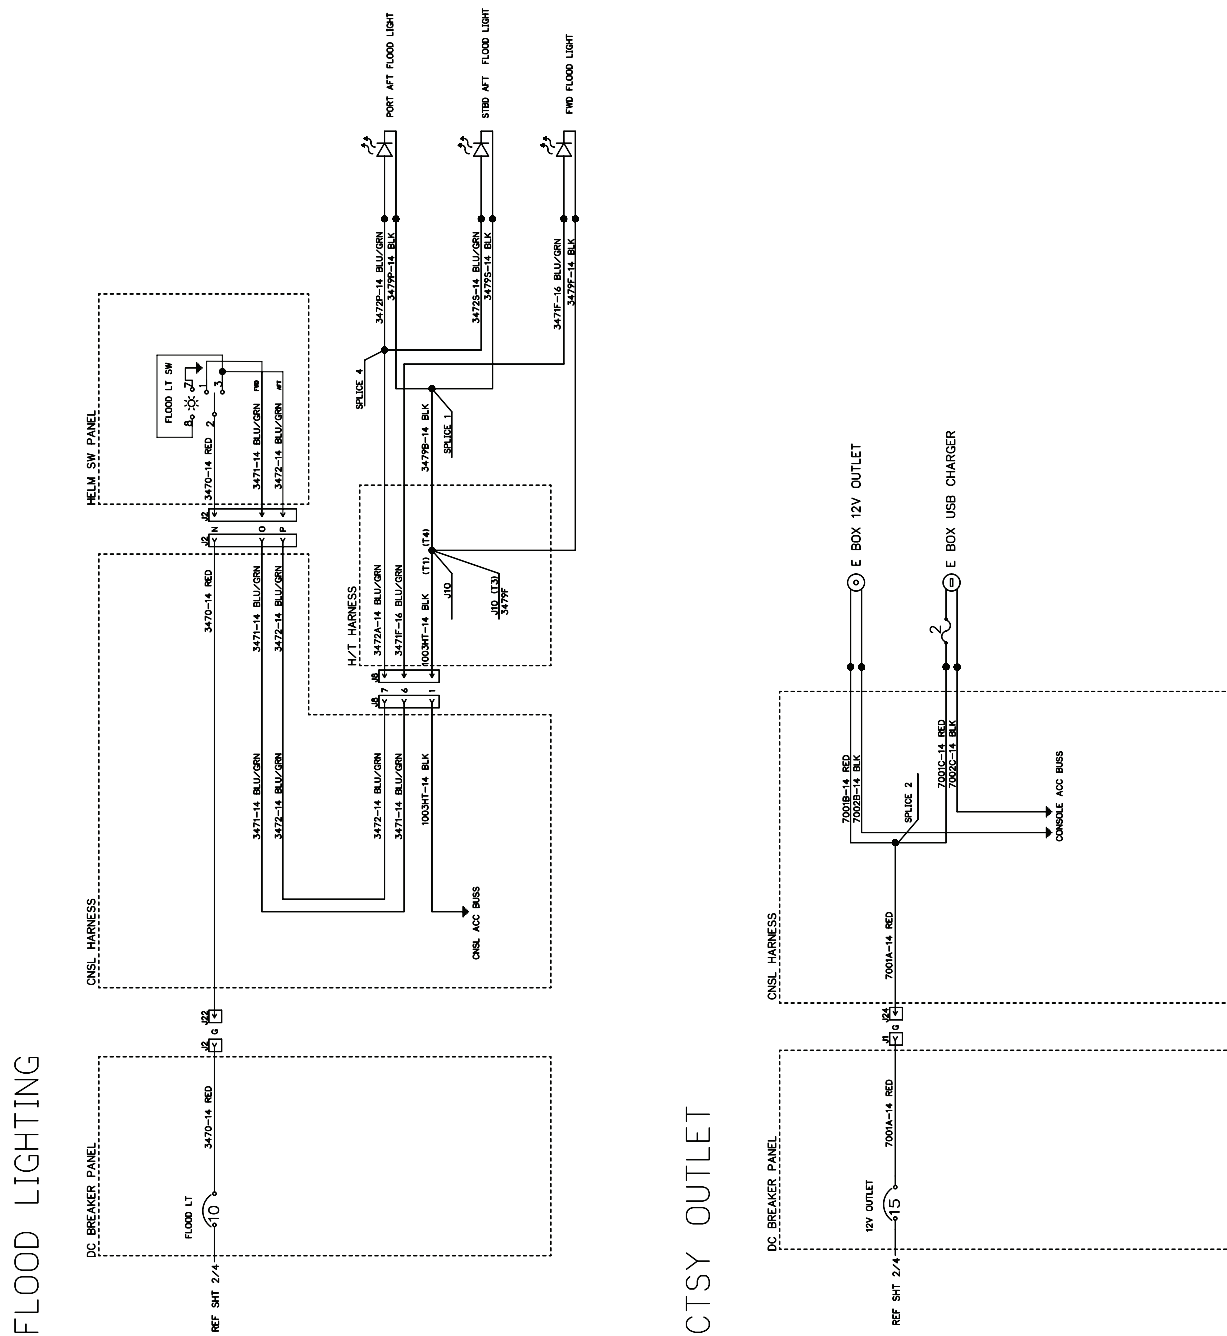 FLOOD LIGHTING
DC BREAKER PANEL
REF SHT 2/4
FLOOD LT
10
3470-14 RED
J2
G
J22
CNSL HARNESS
3470-14 RED
3471-14 BLU/GRN
3472-14 BLU/GRN
3471-14 BLU/GRN
3472-14 BLU/GRN
3472-14 BLU/GRN
3471-14 BLU/GRN
1003HT-14 BLK
CNSL ACC BUSS
J2
J2
N
O
P
HELM SW PANEL
3470-14 RED
3471-14 BLU/GRN
FWD
3472-14 BLU/GRN
AFT
FLOOD LT SW
8
7
2
1
3
J8
J8
7
6
1
H/T HARNESS
3472A-14 BLU/GRN
3471F-16 BLU/GRN
1003HT-14 BLK
(T1)
(T4)
J10
J10 (T3)
3479F
3479B-14 BLK
SPLICE 1
SPLICE 4
3472P-14 BLU/GRN
3479P-14 BLK
3472S-14 BLU/GRN
3479S-14 BLK
3471F-16 BLU/GRN
3479F-14 BLK
PORT AFT FLOOD LIGHT
STBD AFT FLOOD LIGHT
FWD FLOOD LIGHT
CTSY OUTLET
DC BREAKER PANEL
REF SHT 2/4
12V OUTLET
15
7001A-14 RED
J1
G
J24
CNSL HARNESS
7001A-14 RED
SPLICE 2
7001B-14 RED
7002B-14 BLK
7001C-14 RED
7002C-14 BLK
CONSOLE ACC BUSS
2
E BOX 12V OUTLET
E BOX USB CHARGER